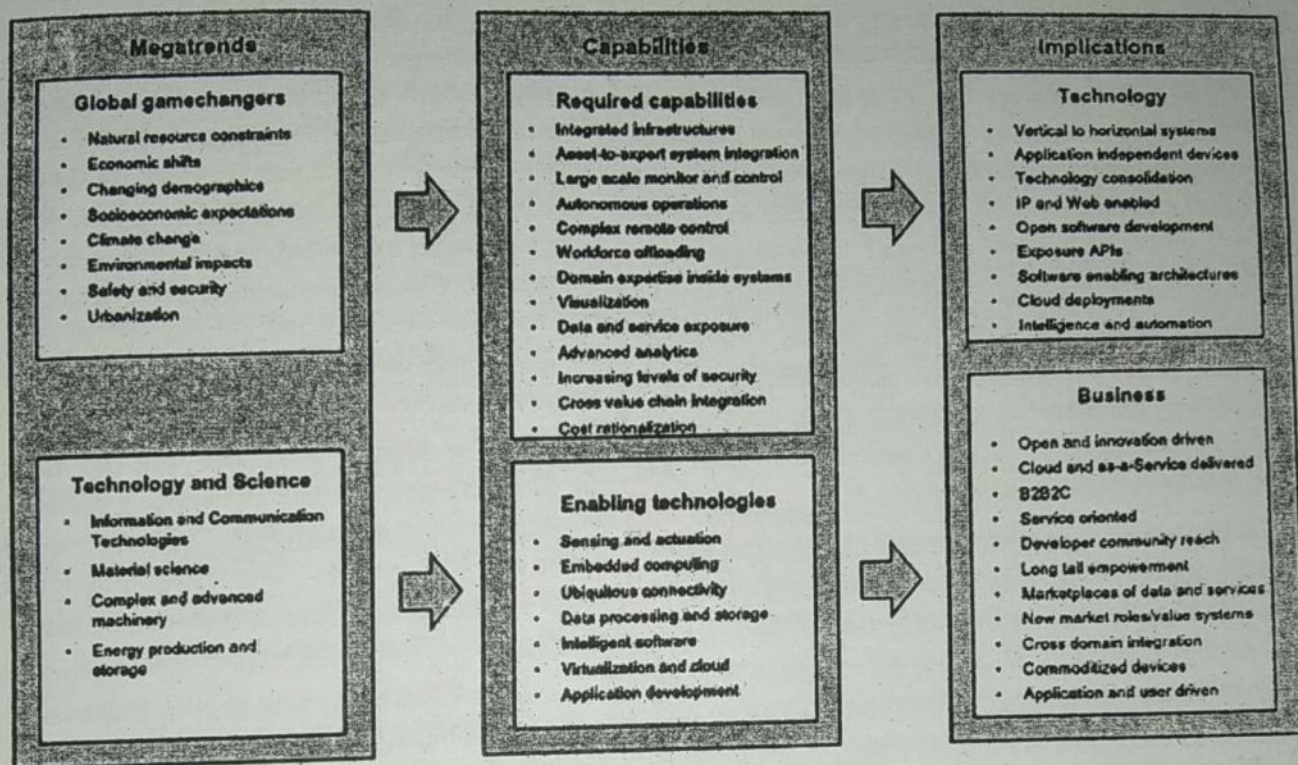 Megatrends
Global gamechangers
• Natural resource constraints
• Economic shifts
• Changing demographics
• Socioeconomic expectations
• Climate change
• Environmental impacts
• Safety and security
• Urbanization
Technology and Science
• Information and Communication
Technologies
• Material science
• Complex and advanced
machinery
• Energy production and
storage
Capabilities
Required capabilities
• Integrated infrastructures
• Asset-to-expert system integration
• Large scale monitor and control
• Autonomous operations
• Complex remote control
• Workforce offloading
• Domain expertise inside systems
• Visualization
• Data and service exposure
• Advanced analytics
• Increasing levels of security
• Cross value chain integration
• Cost rationalization
Enabling technologies
• Sensing and actuation
• Embedded computing
• Ubiquitous connectivity
• Data processing and storage
• Intelligent software
• Virtualization and cloud
• Application development
Implications
Technology
• Vertical to horizontal systems
• Application independent devices
• Technology consolidation
• IP and Web enabled
• Open software development
• Exposure APIs
• Software enabling architectures
• Cloud deployments
• Intelligence and automation
Business
• Open and innovation driven
• Cloud and as-a-Service delivered
• B2B2C
• Service oriented
• Developer community reach
• Long tail empowerment
• Marketplaces of data and services
• New market roles/value systems
• Cross domain integration
• Commoditized devices
• Application and user driven